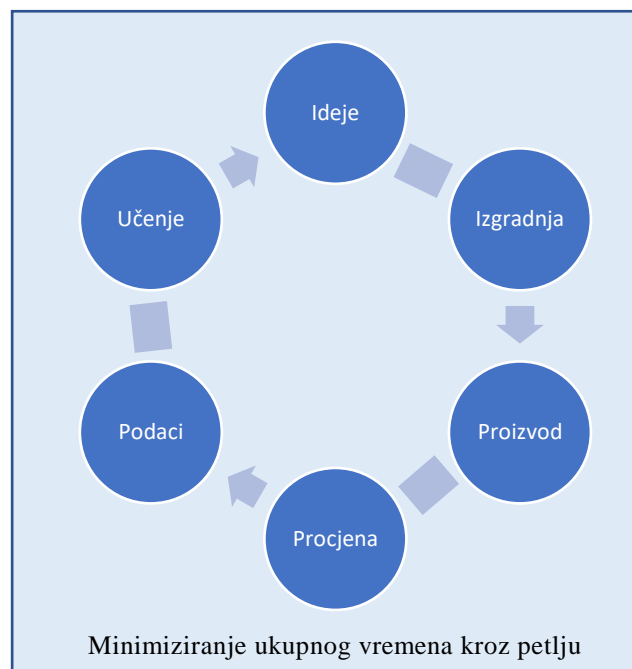 Ideje
Izgradnja
Proizvod
Procjena
Podaci
Učenje
Minimiziranje ukupnog vremena kroz petlju